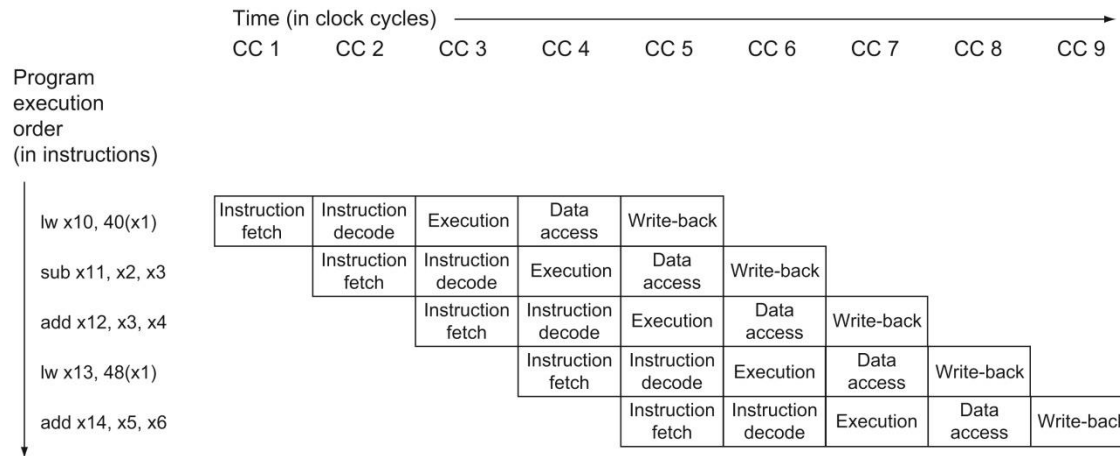 Time (in clock cycles)
CC 1 CC 2 CC 3 CC 4 CC 5 CC 6 CC 7 CC 8 CC 9
Program
execution
order
(in instructions)
lw x10, 40(x1)
Instruction
fetch
Instruction
decode
Execution
Data
access
Write-back
sub x11, x2, x3
Instruction
fetch
Instruction
decode
Execution
Data
access
Write-back
add x12, x3, x4
Instruction
fetch
Instruction
decode
Execution
Data
access
Write-back
lw x13, 48(x1)
Instruction
fetch
Instruction
decode
Execution
Data
access
Write-back
add x14, x5, x6
Instruction
fetch
Instruction
decode
Execution
Data
access
Write-back